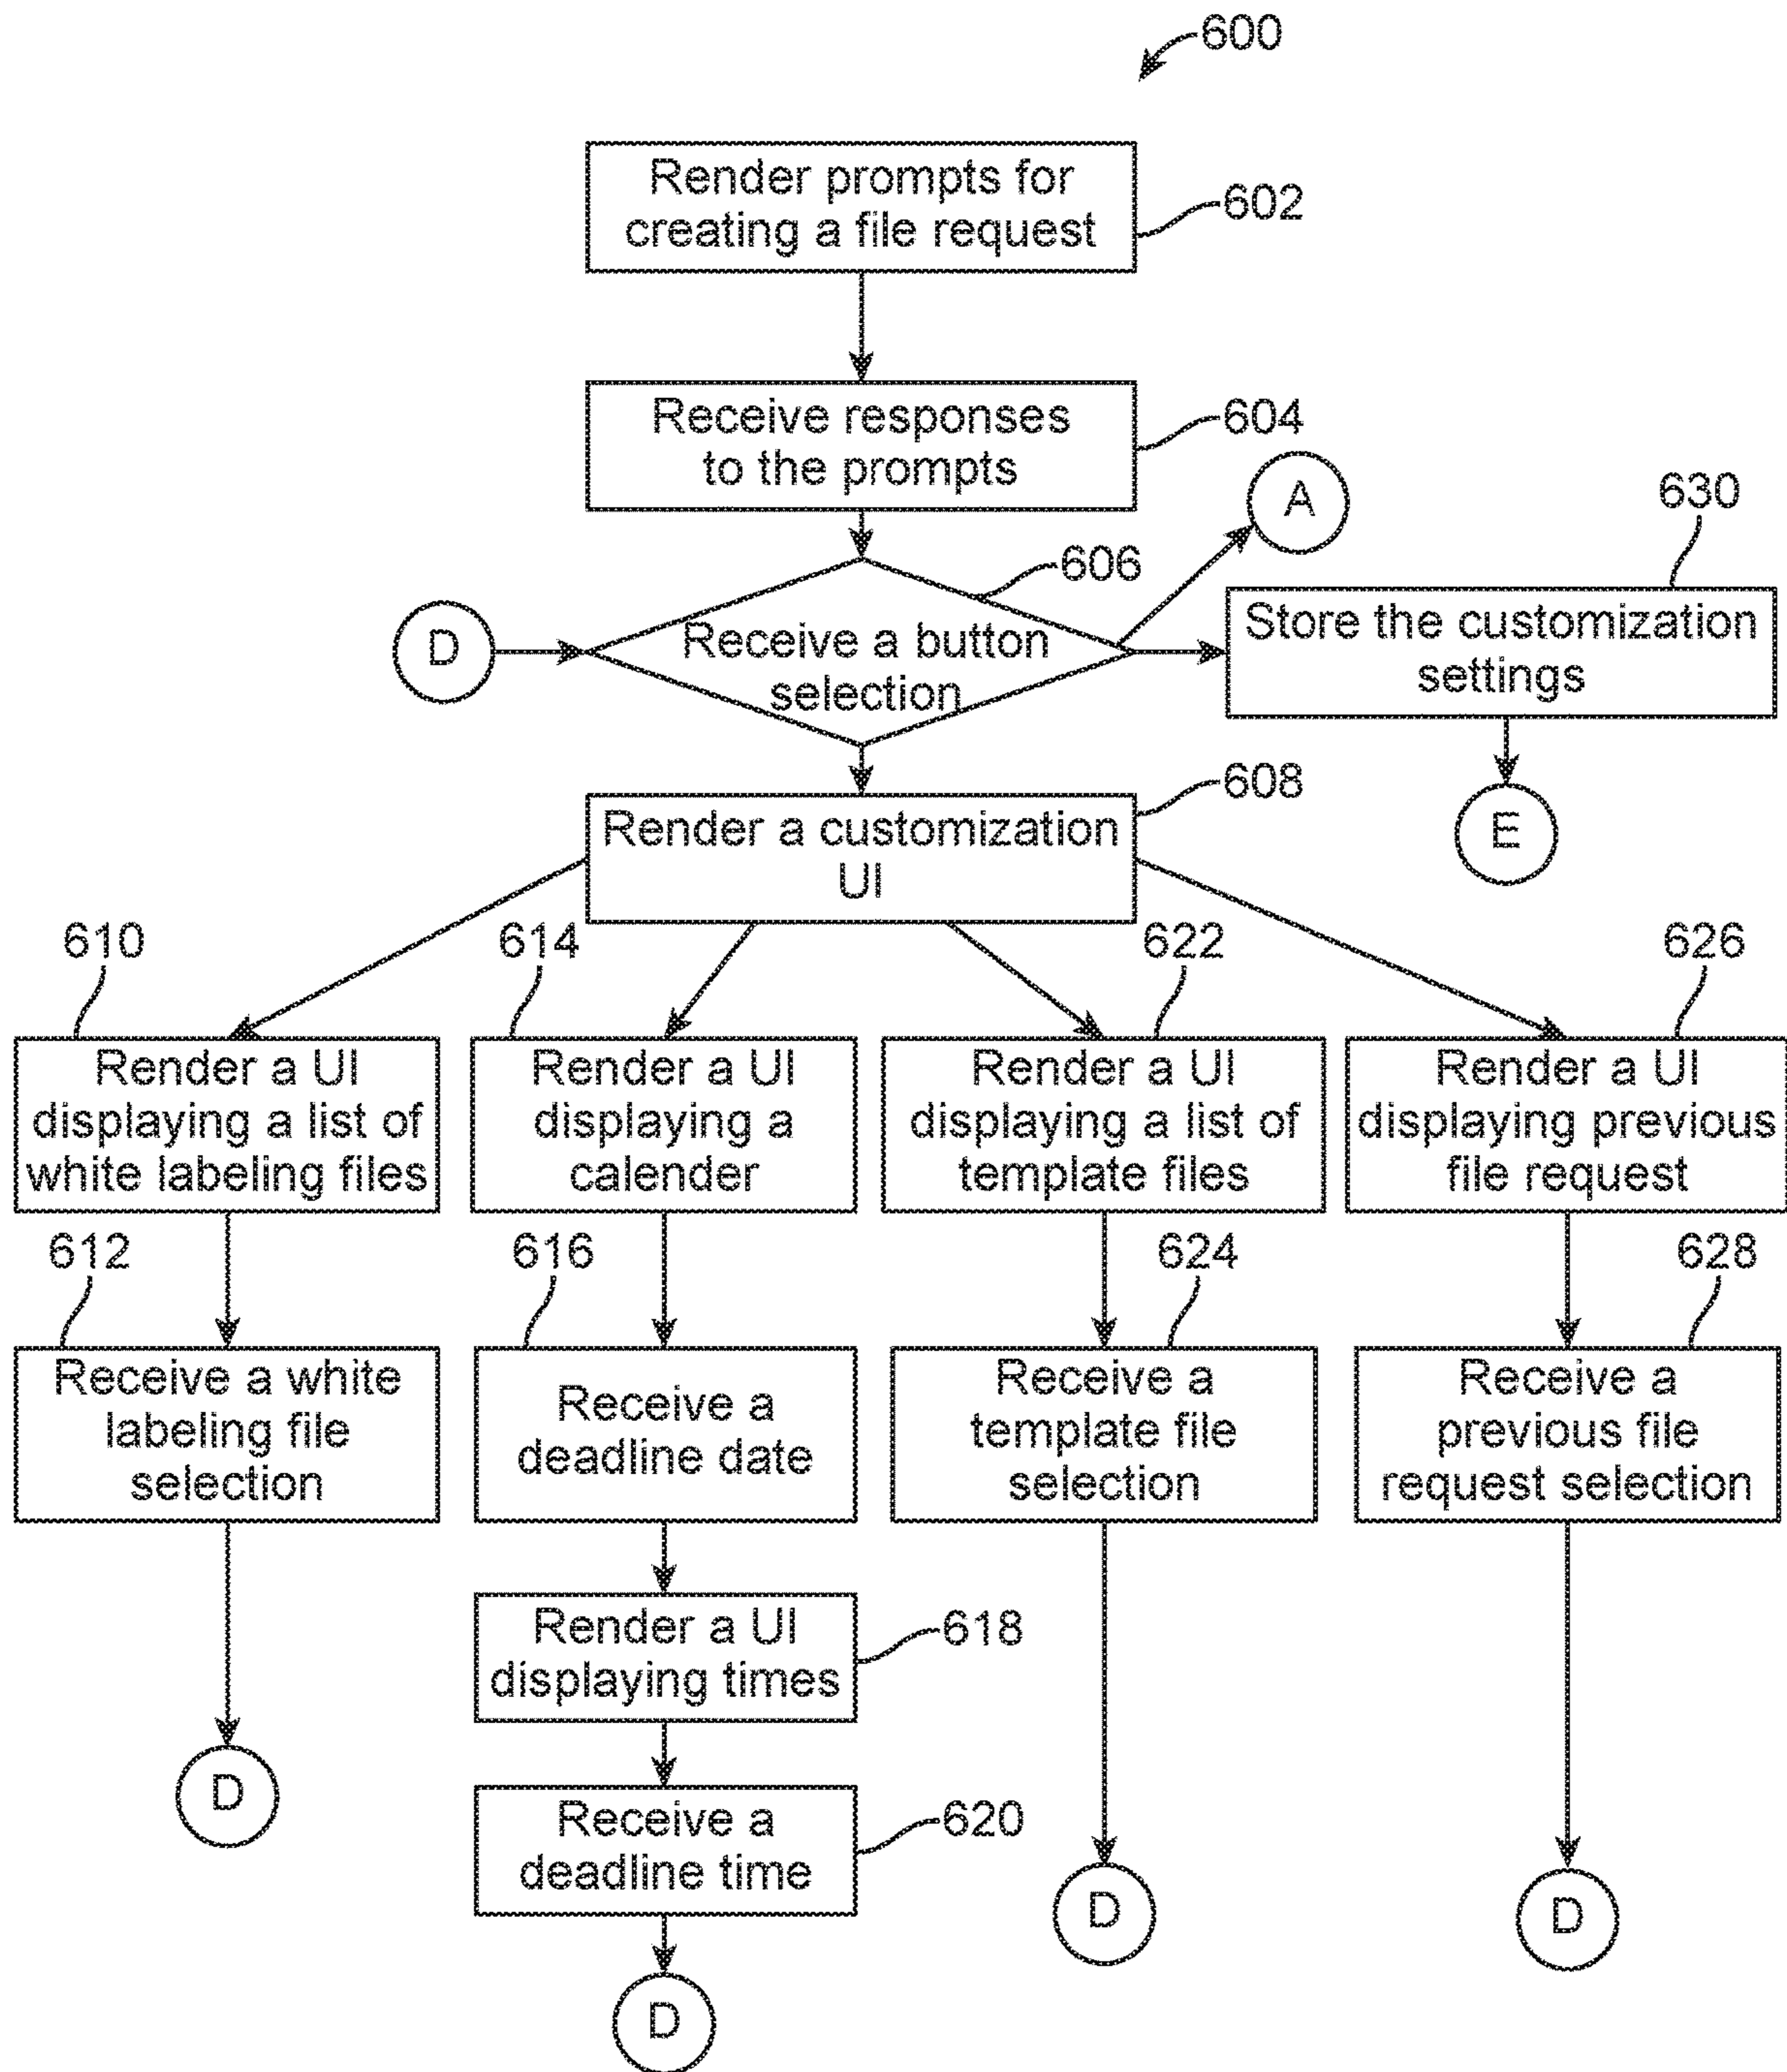 600
Render prompts for
creating a file request
602
Receive responses
to the prompts
604
A
630
606
D
Receive a button
selection
Store the customization
settings
608
Render a customization
UI
E
610
614
622
626
Render a UI
displaying a list of
white labeling files
Render a UI
displaying a
calender
Render a UI
displaying a list of
template files
Render a UI
displaying previous
file request
612
616
624
628
Receive a white
labeling file
selection
Receive a
deadline date
Receive a
template file
selection
Receive a
previous file
request selection
Render a UI
displaying times
618
D
Receive a
deadline time
620
D
D
D